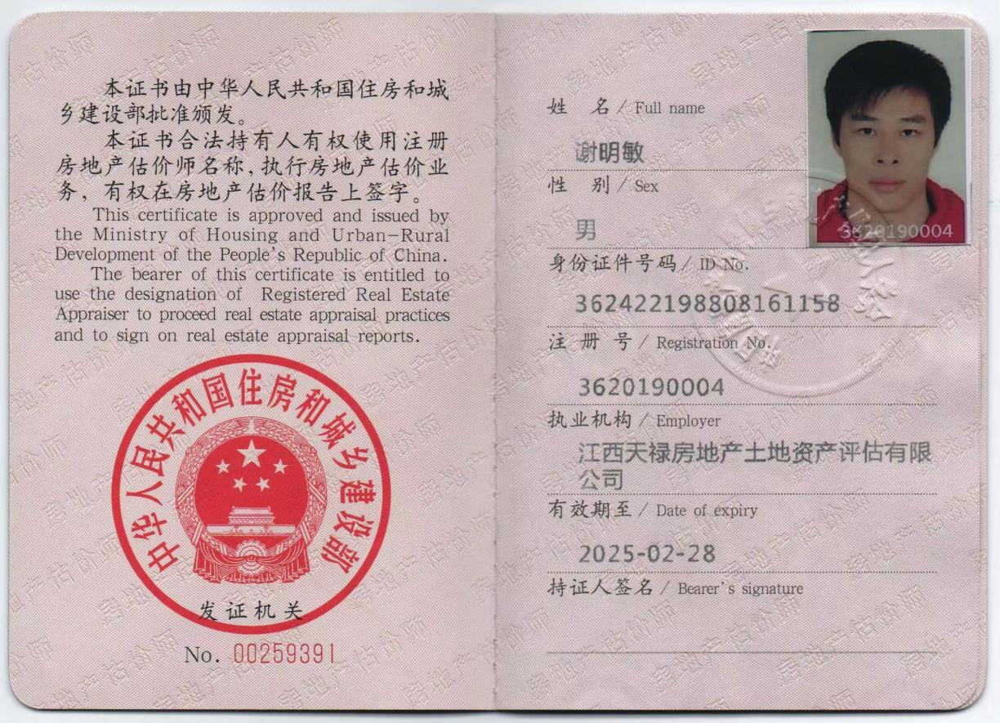 本证书由中华人民共和国住房和城
乡建设部批准颁发。
本证书合法持有人有权使用注册
房地产估价师名称，执行房地产估价业
务，有权在房地产估价报告上签字。
This certificate is approved and issued by
the Ministry of Housing and Urban-Rural
Development of the People's Republic of China.
The bearer of this certificate is entitled to
use the designation of Registered Real Estate
Appraiser to proceed real estate appraisal practices
and to sign on real estate appraisal reports.
中华人民共和国住房和城乡建设部
发证机关
No. 00259391
姓 名 / Full name
谢明敏
性 别 / Sex
男
身份证件号码 / ID No.
362422198808161158
注 册 号 / Registration No.
3620190004
执业机构 / Employer
江西天禄房地产土地资产评估有限
公司
有效期至 / Date of expiry
2025-02-28
持证人签名 / Bearer's signature
3620190004
房地产估价师